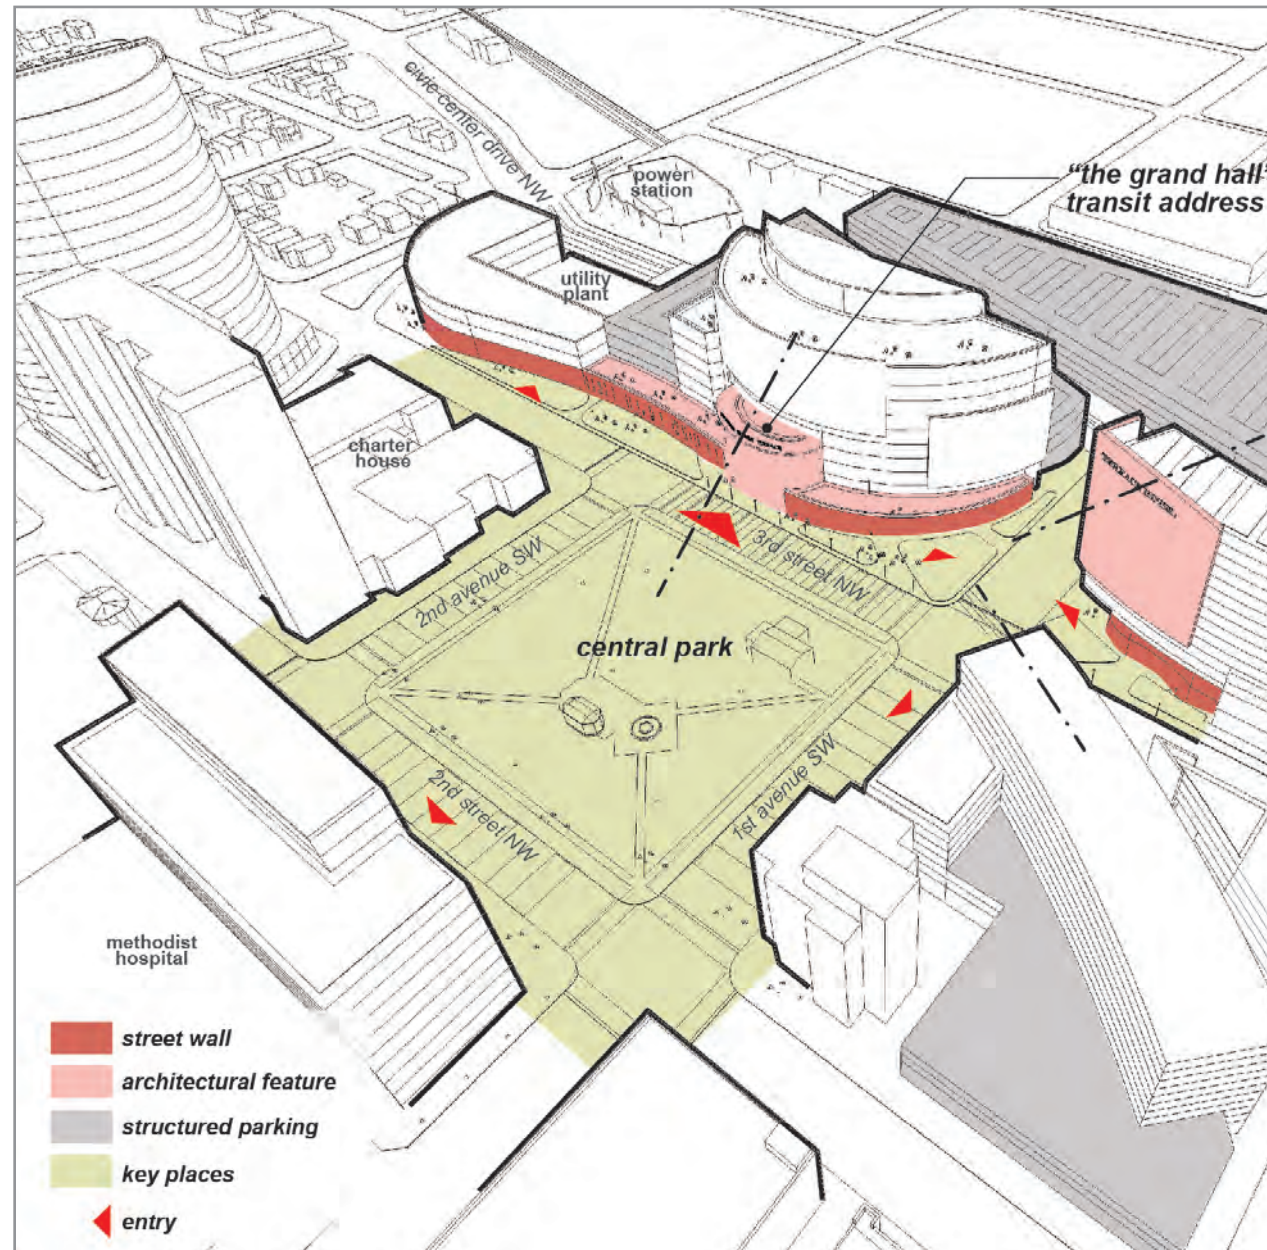 civic center drive NW
power
station
"the grand hall"
transit address
utility
plant
charter
house
2nd avenue SW
3rd street NW
central park
2nd street NW
1st avenue SW
methodist
hospital
street wall
architectural feature
structured parking
key places
entry